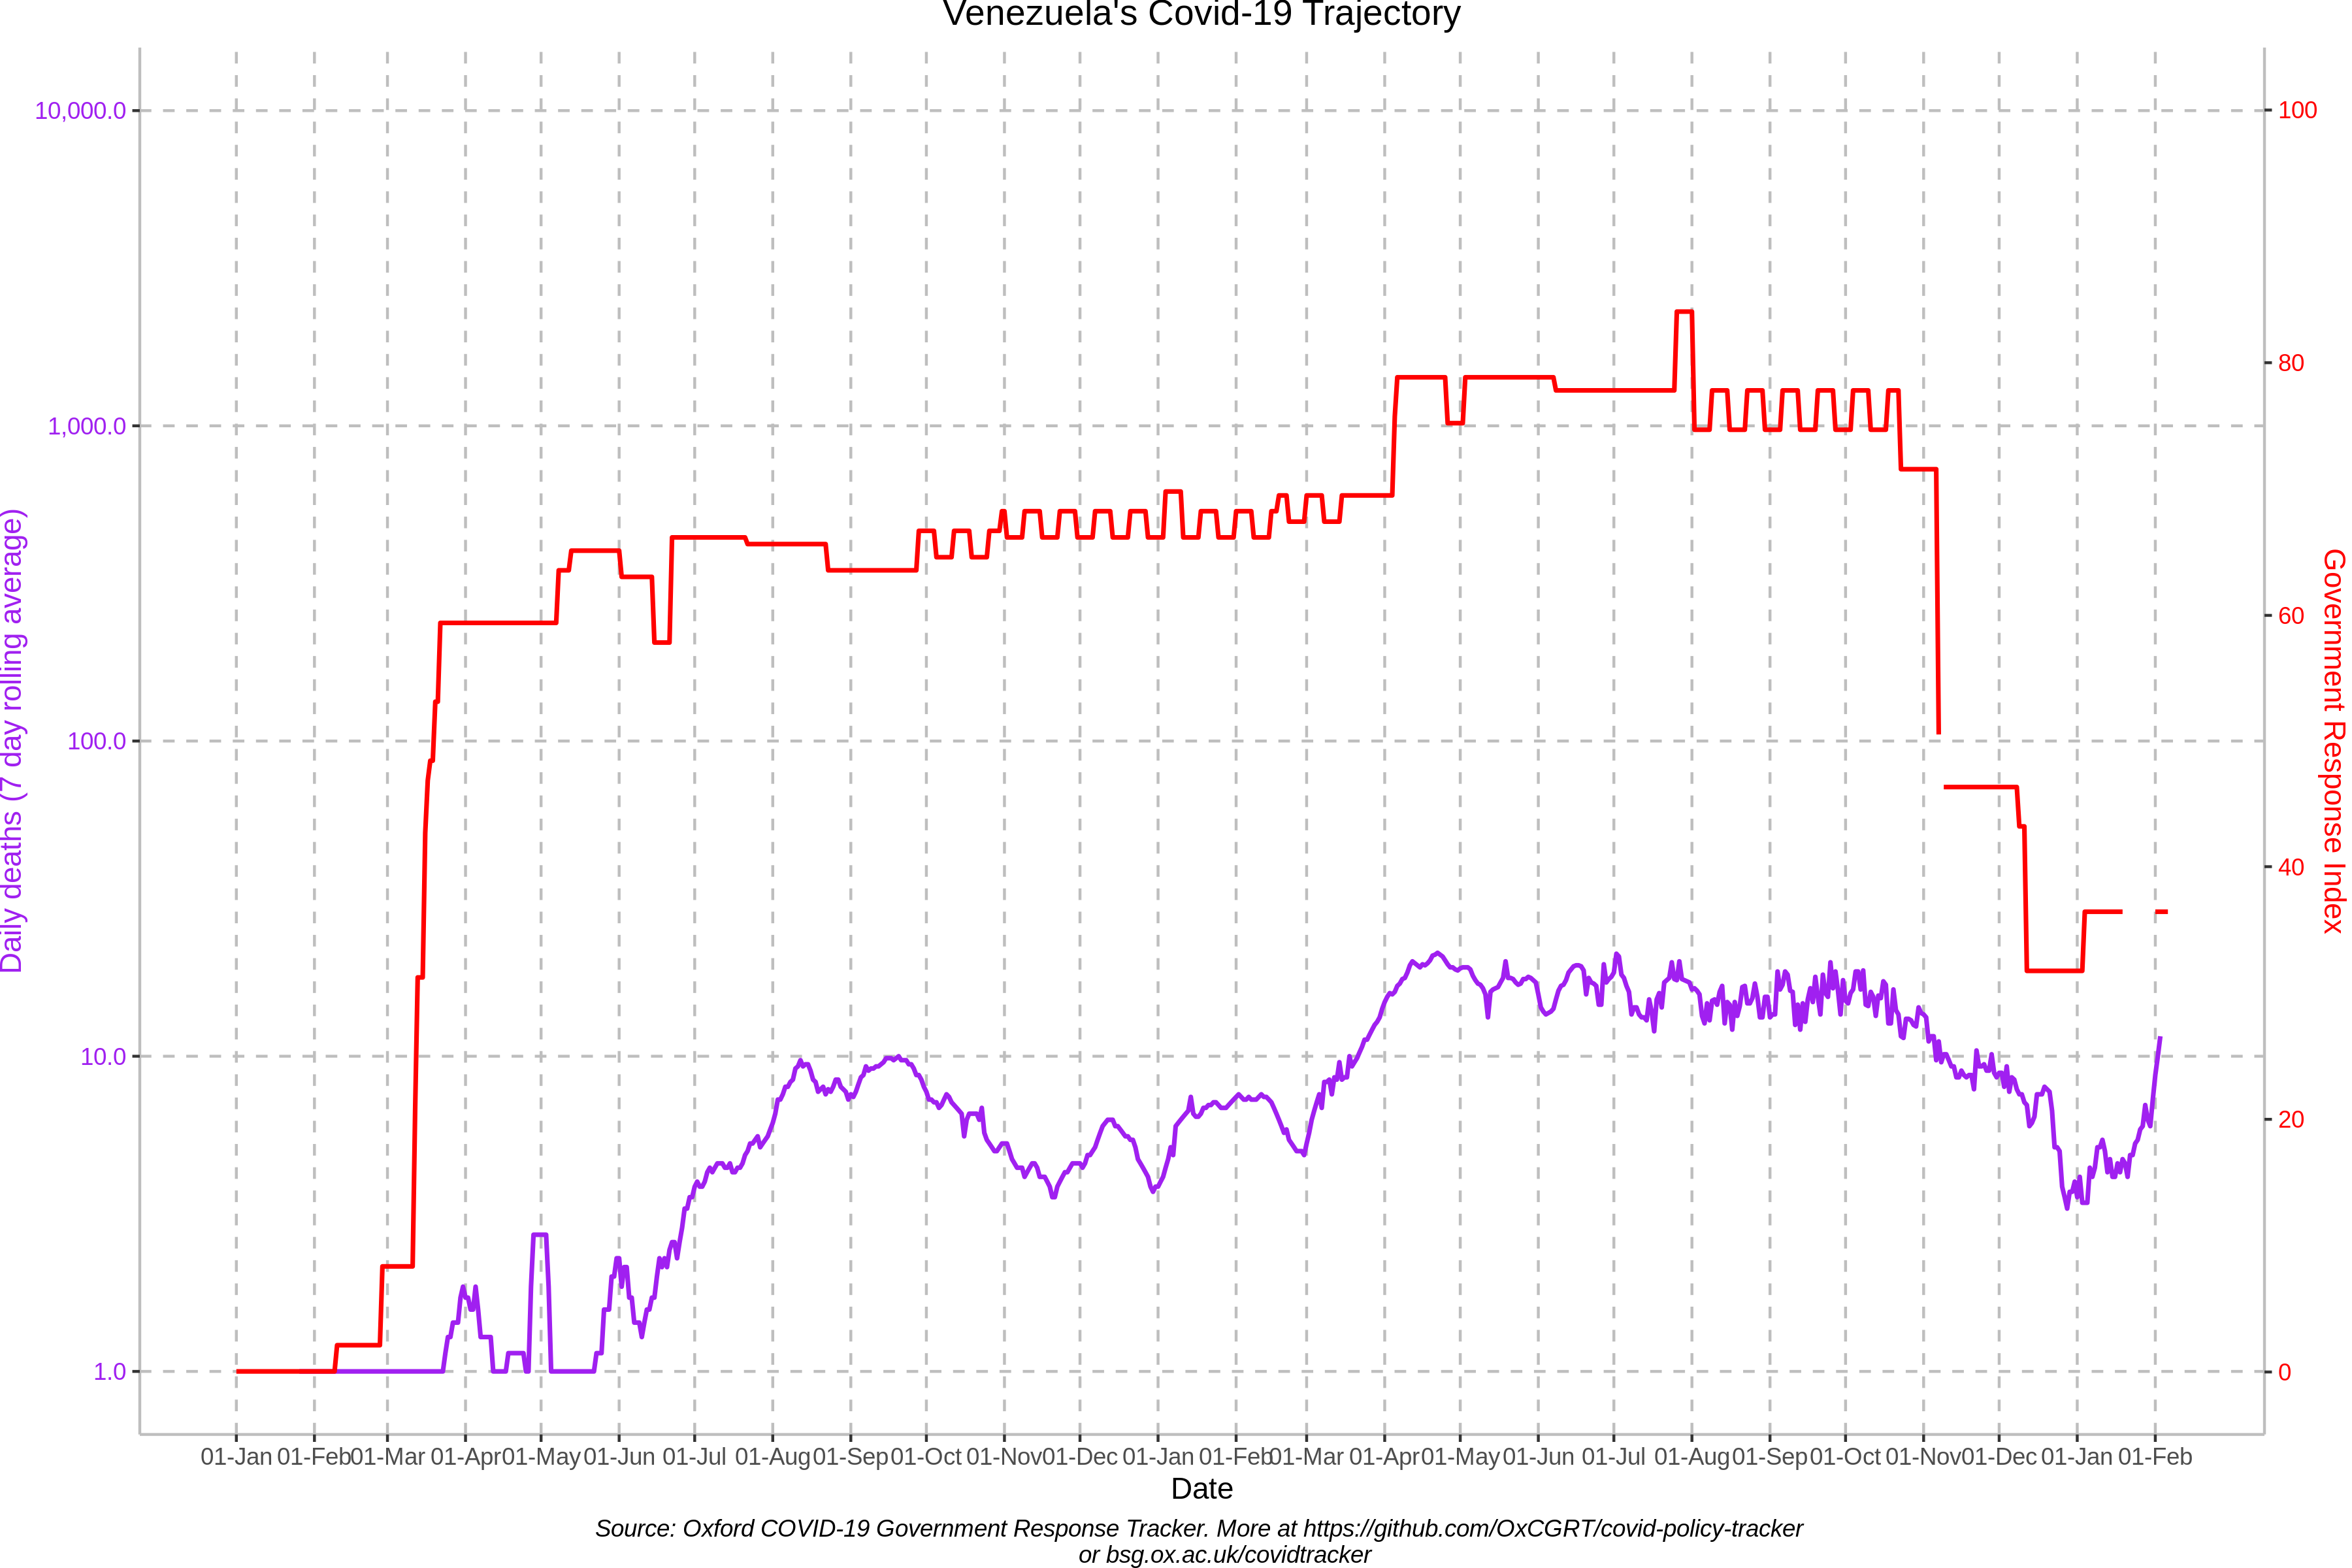 Venezuela's Covid-19 Trajectory
Daily deaths (7 day rolling average)
10,000.0
1,000.0
100.0
10.0
1.0
100
80
60
40
20
0
Government Response Index
01-Jan 01-Feb 01-Mar 01-Apr 01-May 01-Jun 01-Jul 01-Aug 01-Sep 01-Oct 01-Nov 01-Dec 01-Jan 01-Feb 01-Mar 01-Apr 01-May 01-Jun 01-Jul 01-Aug 01-Sep 01-Oct 01-Nov 01-Dec 01-Jan 01-Feb
Date
Source: Oxford COVID-19 Government Response Tracker. More at https://github.com/OxCGRT/covid-policy-tracker
or bsg.ox.ac.uk/covidtracker